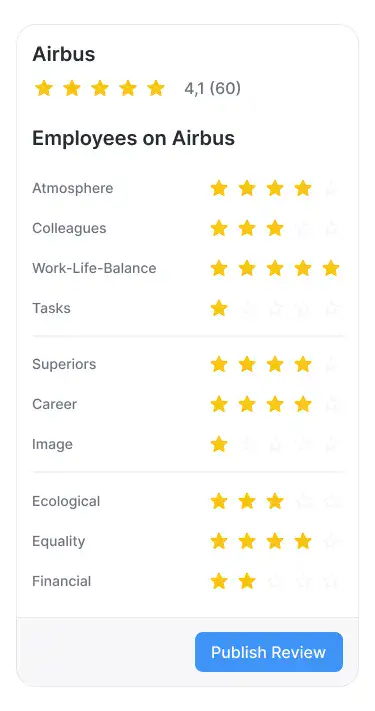 Airbus
4,1 (60)
Employees on Airbus
Atmosphere
Colleagues
Work-Life-Balance
Tasks
Superiors
Career
Image
Ecological
Equality
Financial
Publish Review